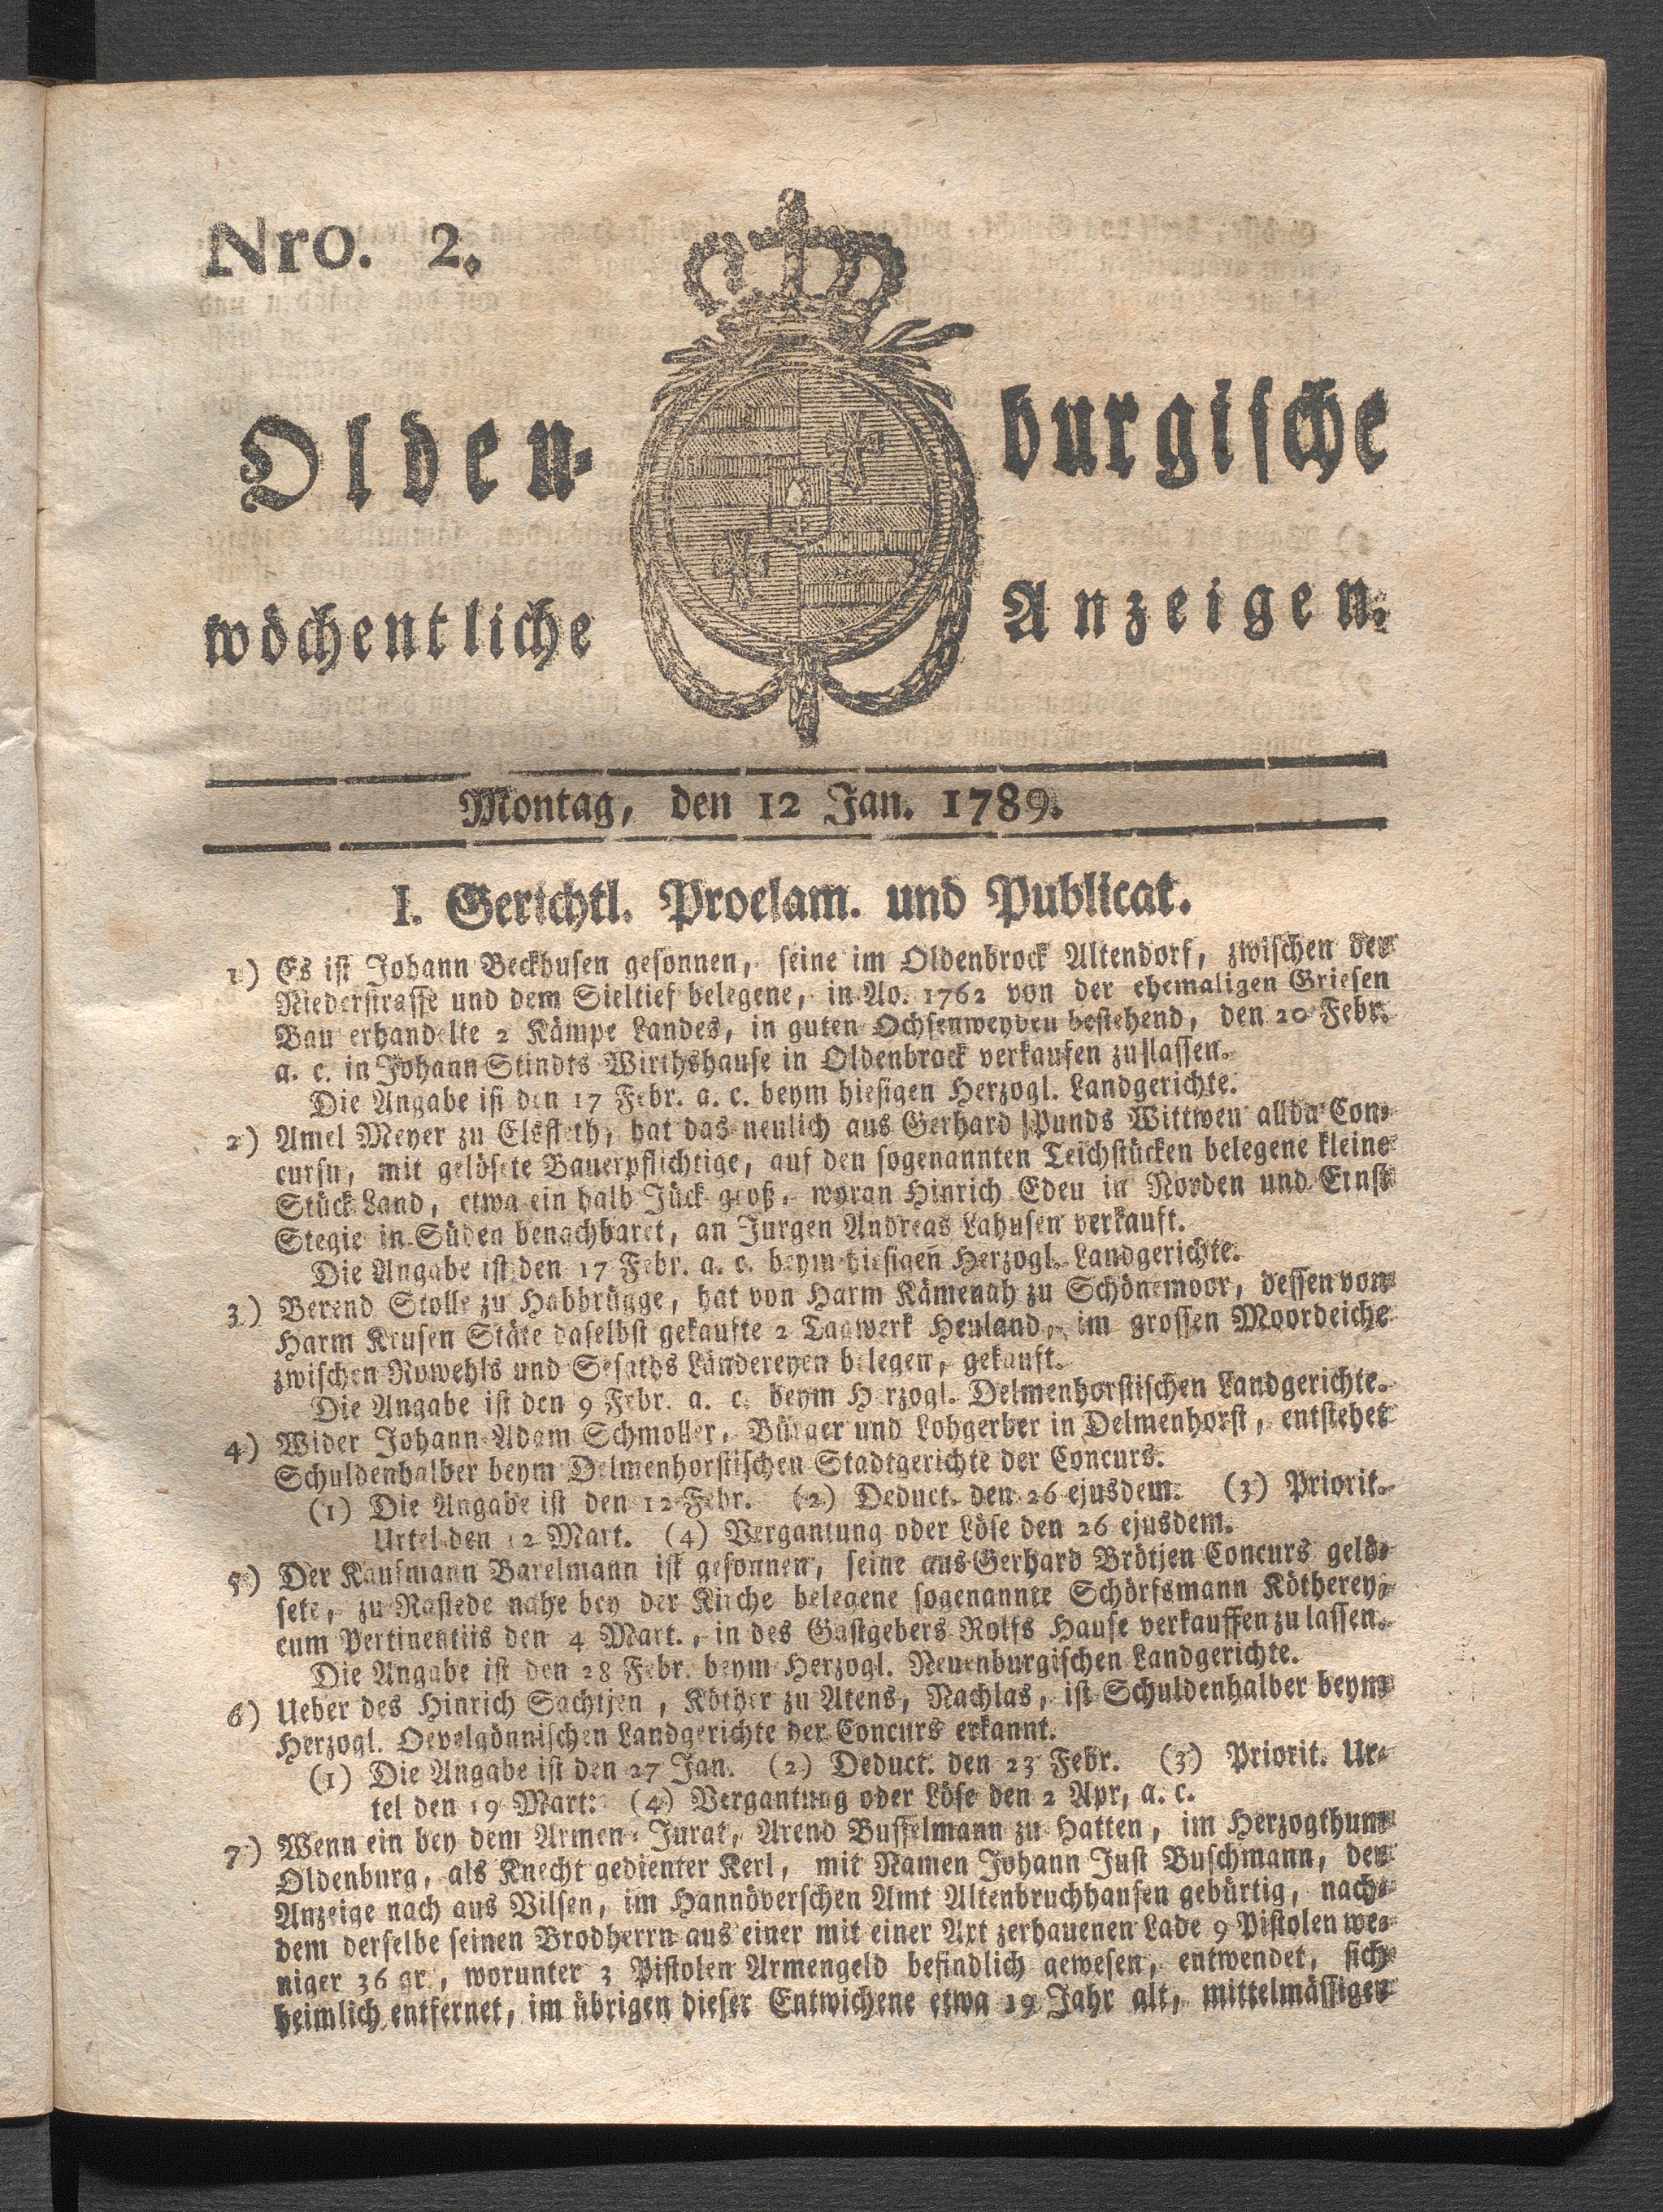 Nro. 2.
Olden-burgische
wöchentliche Anzeigen.
Montag, den 12 Jan. 1789.
I. Gerichtl. Proclam. und Publicat.
1) Es ist Johann Beckhusen gesonnen, seine im Oldenbrock Altendorf, zwischen der
Niederstrasse und dem Sieltief belegene, in Ao. 1762 von der ehemaligen Griesen
Bau erhandelte 2 Kämpe Landes, in guten Ochsenweyden bestehend, den 20 Febr.
a. c. in Johann Stindts Wirthshause in Oldenbrock verkaufen zu lassen.
Die Angabe ist den 17 Febr. a. c. beym hiesigen Herzogl. Landgerichte.
2) Amel Meyer zu Elsfleth, hat das neulich aus Gerhard Punds Wittwen allda Con-
cursu, mit gelösete Bauerpflichtige, auf den sogenannten Teichstücken belegene kleine
Stück Land, etwa ein halb Jück groß, woran Hinrich Eden in Norden und Ernst
Stegie in Süden benachbaret, an Jurgen Andreas Lahusen verkauft.
Die Angabe ist den 17 Febr. a. c. beym hiesigen Herzogl. Landgerichte.
3) Berend Stolle zu Habbrügge, hat von Harm Kämenah zu Schönemoor, dessen von
Harm Krusen Stäte daselbst gekaufte 2 Tagwerk Heuland, im grossen Moordeiche
zwischen Rowehls und Sesaths Ländereyen belegen, gekauft.
Die Angabe ist den 9 Febr. a. c. beym Herzogl. Delmenhorstischen Landgerichte.
4) Wider Johann Adam Schmoller, Bürger und Lohgerber in Delmenhorst, entstehet
Schuldenhalber beym Delmenhorstischen Stadtgerichte der Concurs.
(1) Die Angabe ist den 12 Febr. (2) Deduct. den 26 ejusdem. (3) Priorit.
Urtel den 12 Mart. (4) Vergantung oder Löse den 26 ejusdem.
5) Der Kaufmann Barelmann ist gesonnen, seine aus Gerhard Brötjen Concurs gelö-
sete, zu Rastede nahe bey der Kirche belegene sogenannte Schörfsmann Kötherey,
cum Pertinentiis den 4 Mart., in des Gastgebers Rolfs Hause verkauffen zu lassen.
Die Angabe ist den 28 Febr. beym Herzogl. Neuenburgischen Landgerichte.
6) Ueber des Hinrich Sachtjen, Köther zu Atens, Nachlas, ist Schuldenhalber beym
Herzogl. Oevelgönnischen Landgerichte der Concurs erkannt.
(1) Die Angabe ist den 27 Jan. (2) Deduct. den 23 Febr. (3) Priorit. Ur-
tel den 19 Mart. (4) Vergantung oder Löse den 2 Apr, a. c.
7) Wenn ein bey dem Armen-Jurat, Arend Busselmann zu Hatten, im Herzogthum
Oldenburg, als Knecht gedienter Kerl, mit Namen Johann Just Buschmann, der
Anzeige nach aus Vilsen, im Hannöverschen Amt Altenbruchhausen gebürtig, nach-
dem derselbe seinen Brodherrn aus einer mit einer Axt zerhauenen Lade 9 Pistolen we-
niger 36 gr., worunter 3 Pistolen Armengeld befindlich gewesen, entwendet, sich
heimlich entfernet, im übrigen dieser Entwichene etwa 19 Jahr alt, mittelmässiger